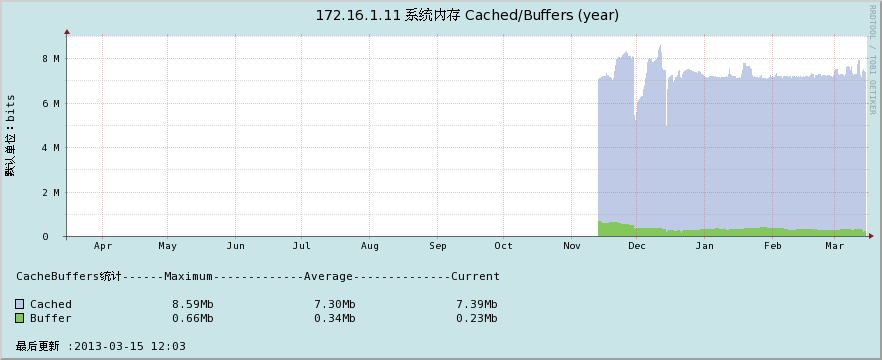 172.16.1.11 系统内存 Cached/Buffers (year)
RRDTOOL / TOBI OETIKER
默认单位：bits
8 M
6 M
4 M
2 M
0
Apr May Jun Jul Aug Sep Oct Nov Dec Jan Feb Mar
CacheBuffers统计------Maximum-------------Average--------------Current
Cached 8.59Mb 7.30Mb 7.39Mb
Buffer 0.66Mb 0.34Mb 0.23Mb
最后更新 :2013-03-15 12:03